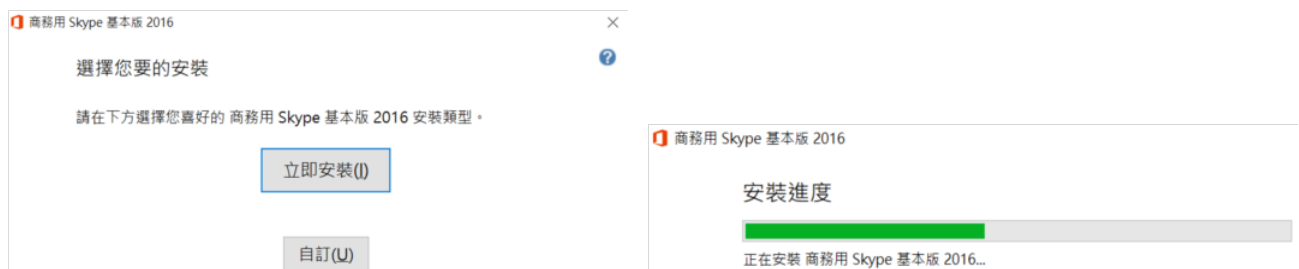 商務用 Skype 基本版 2016
選擇您要的安裝
請在下方選擇您喜好的 商務用 Skype 基本版 2016 安裝類型。
立即安裝(I)
自訂(U)
商務用 Skype 基本版 2016
安裝進度
正在安裝 商務用 Skype 基本版 2016...